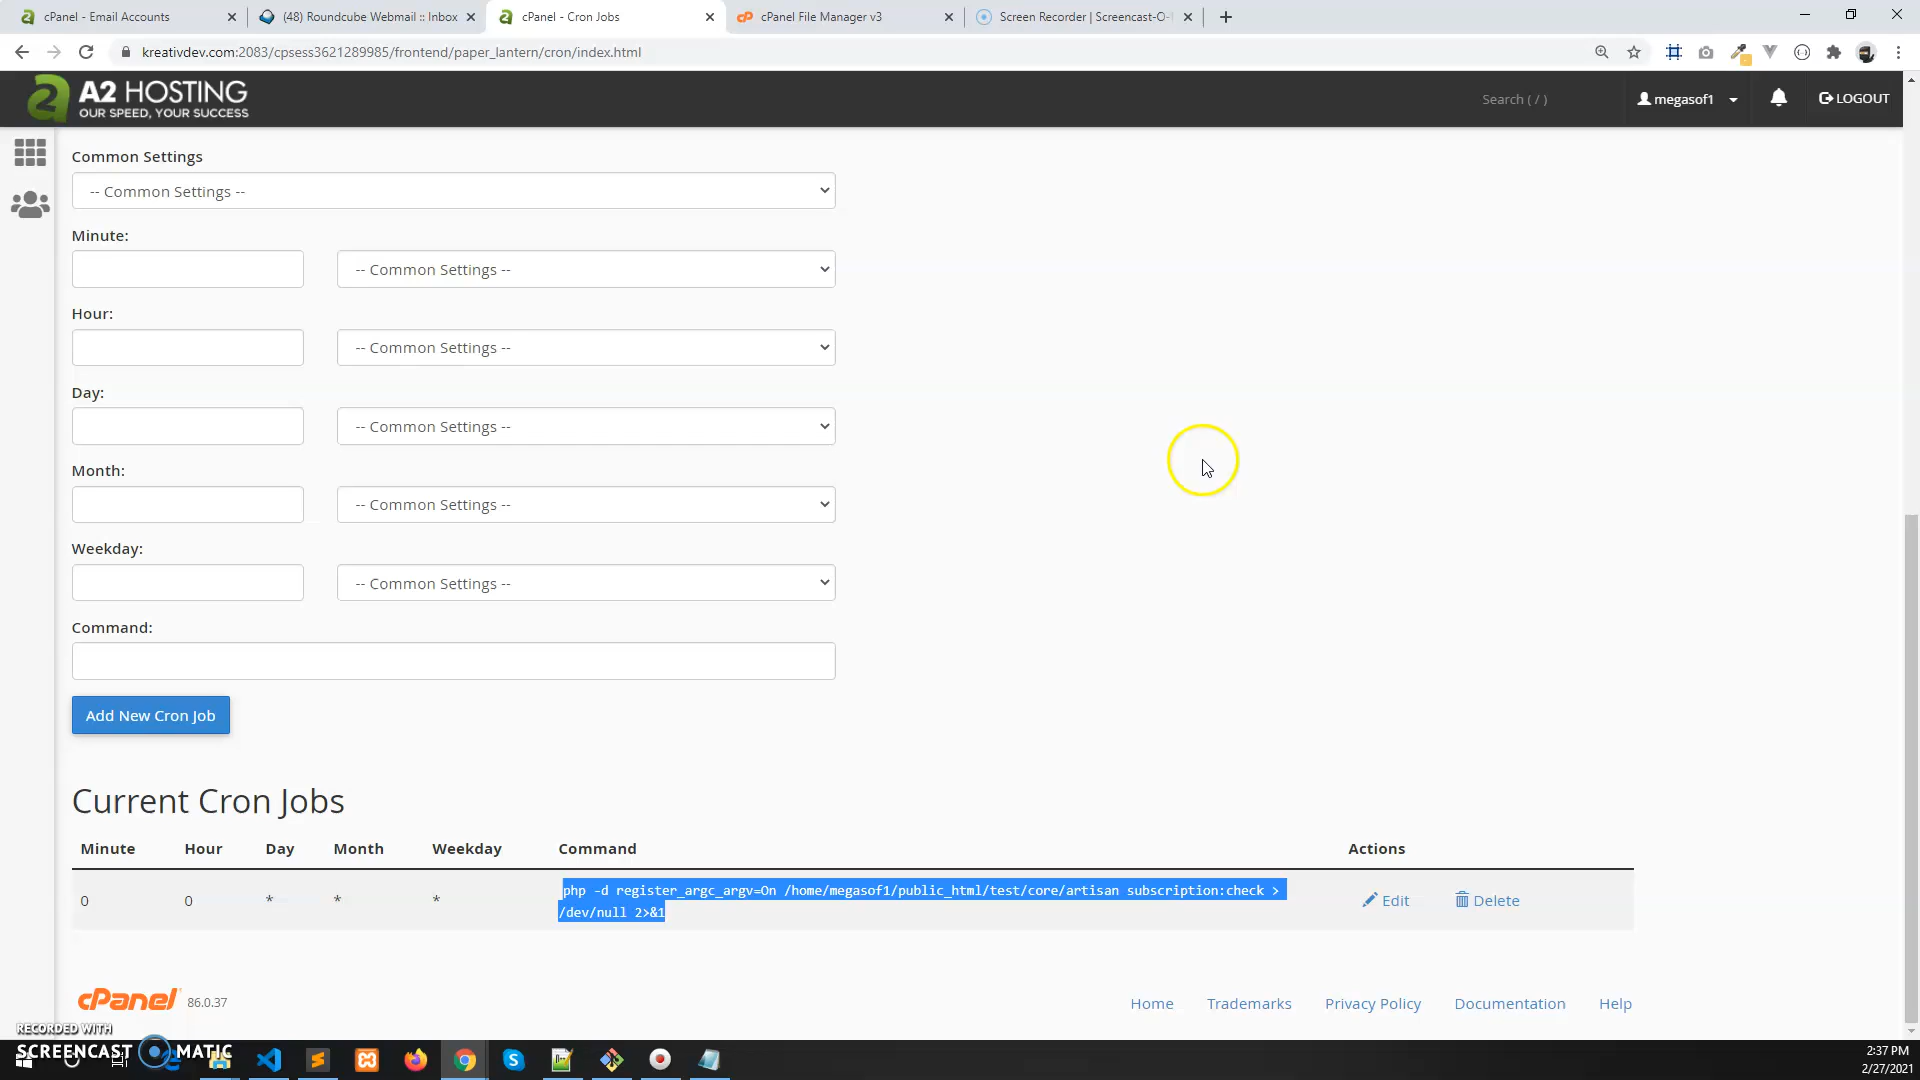 cPanel - Email Accounts
(48) Roundcube Webmail :: Inbox
cPanel - Cron Jobs
cPanel File Manager v3
Screen Recorder | Screencast-O-
kreativdev.com:2083/cpsess3621289985/frontend/paper_lantern/cron/index.html
A2 HOSTING
OUR SPEED, YOUR SUCCESS
Search ( / )
megasof1
LOGOUT
Common Settings
-- Common Settings --
Minute:
-- Common Settings --
Hour:
-- Common Settings --
Day:
-- Common Settings --
Month:
-- Common Settings --
Weekday:
-- Common Settings --
Command:
Add New Cron Job
Current Cron Jobs
Minute Hour Day Month Weekday Command Actions
0 0 * * * php -d register_argc_argv=On /home/megasof1/public_html/test/core/artisan subscription:check >
/dev/null 2>&1
Edit Delete
cPanel 86.0.37
Home Trademarks Privacy Policy Documentation Help
RECORDED WITH
SCREENCAST MATIC
2:37 PM
2/27/2021